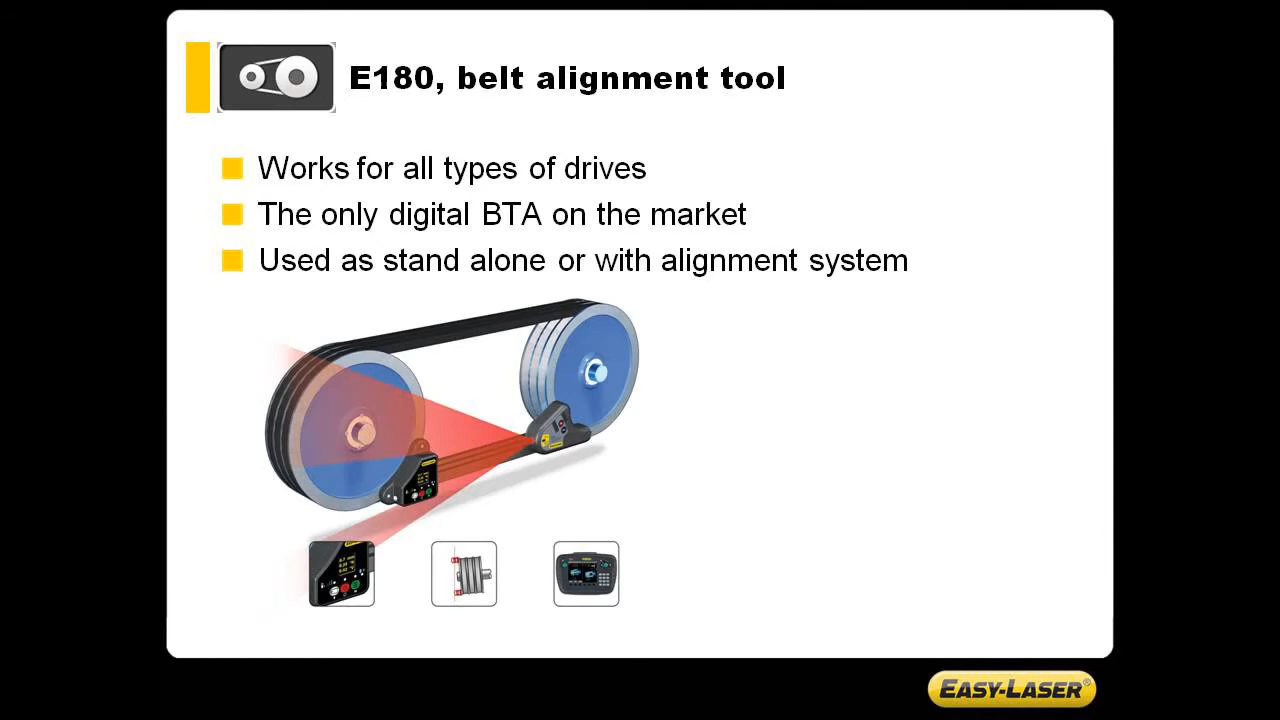 E180, belt alignment tool
Works for all types of drives
The only digital BTA on the market
Used as stand alone or with alignment system
EASY-LASER®